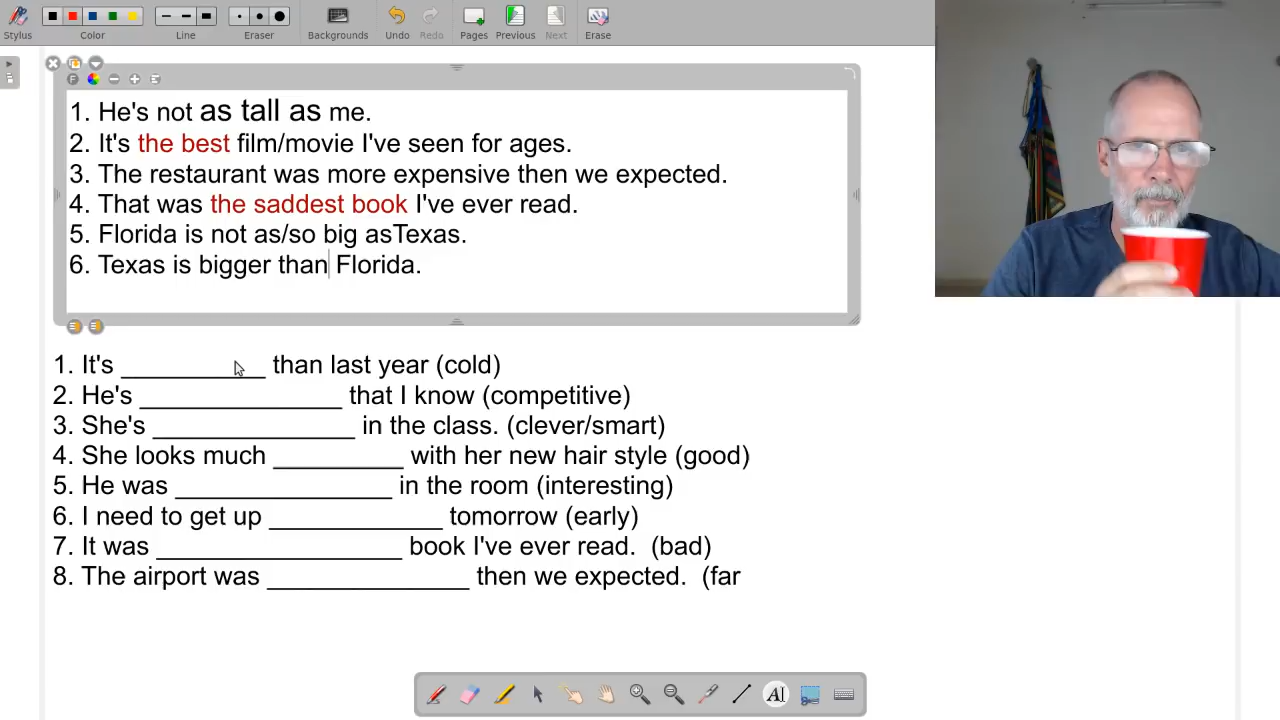 Stylus Color Line Eraser Backgrounds Undo Redo Pages Previous Next Erase
1. He's not as tall as me.
2. It's the best film/movie I've seen for ages.
3. The restaurant was more expensive then we expected.
4. That was the saddest book I've ever read.
5. Florida is not as/so big asTexas.
6. Texas is bigger than Florida.
1. It's __________ than last year (cold)
2. He's ______________ that I know (competitive)
3. She's ______________ in the class. (clever/smart)
4. She looks much _________ with her new hair style (good)
5. He was _______________ in the room (interesting)
6. I need to get up ____________ tomorrow (early)
7. It was _________________ book I've ever read. (bad)
8. The airport was ______________ then we expected. (far